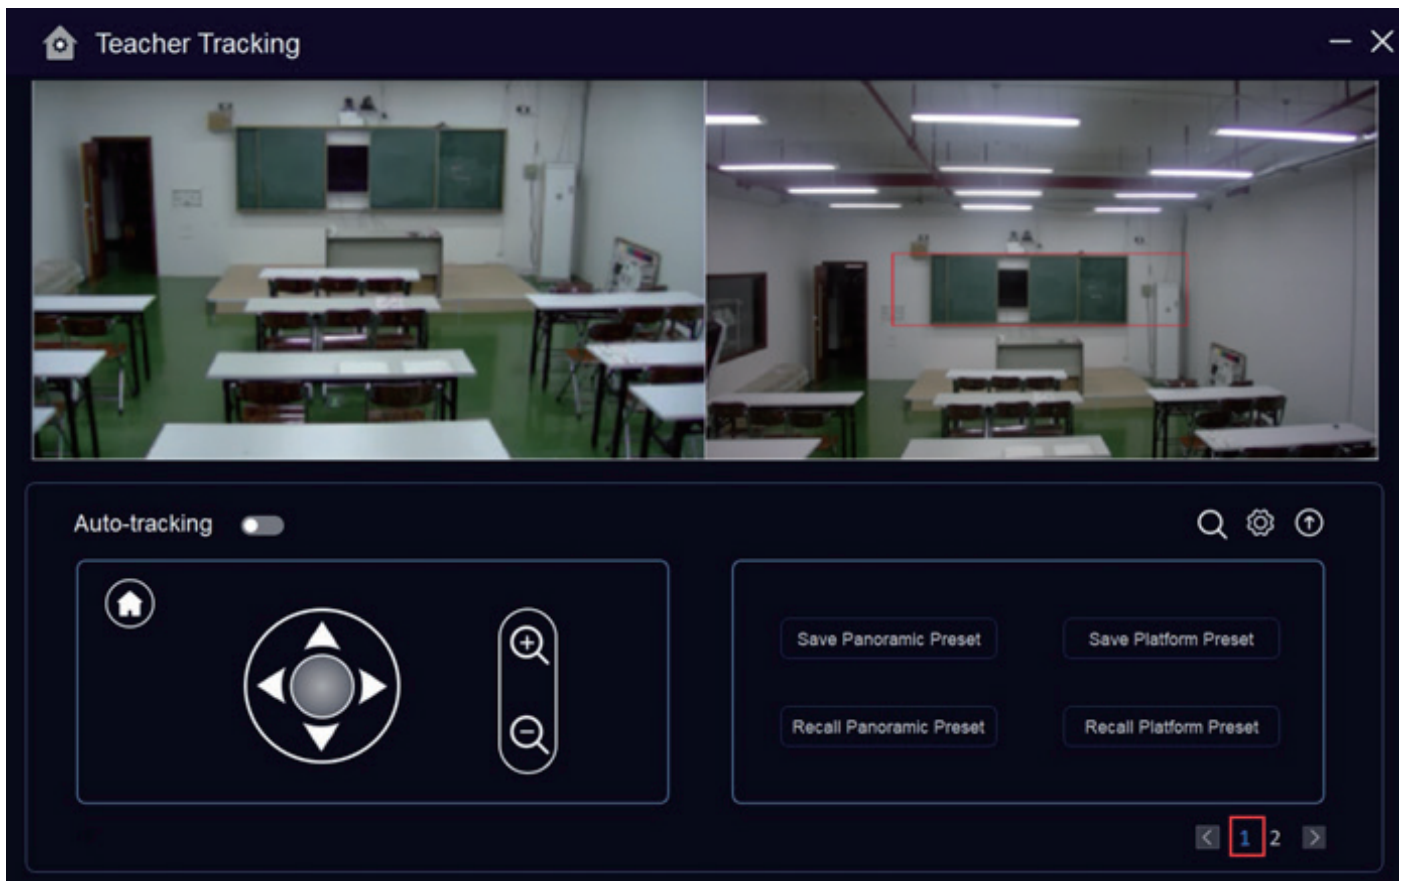 Teacher Tracking
Auto-tracking
Save Panoramic Preset
Save Platform Preset
Recall Panoramic Preset
Recall Platform Preset
< 1 2 >